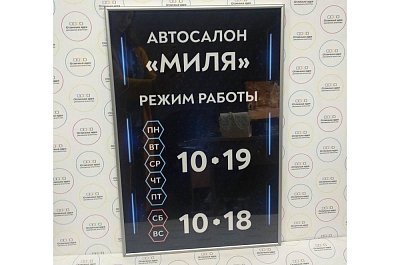 АВТОСАЛОН
«МИЛЯ»
РЕЖИМ РАБОТЫ
ПН
ВТ
СР
ЧТ
ПТ
10•19
СБ
ВС
10•18